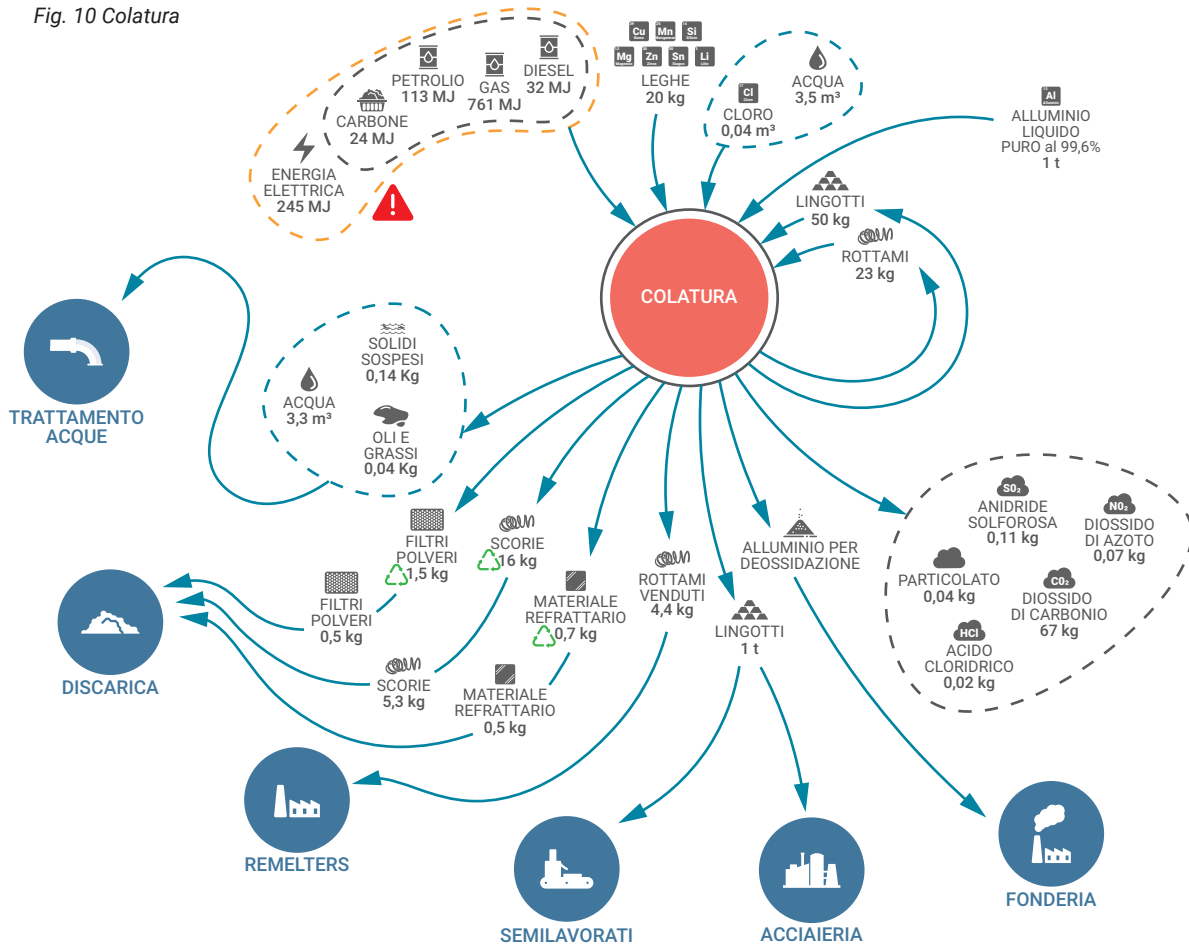 Fig. 10 Colatura
Cu
Mn
Si
Mg
Zn
Sn
Li
LEGHE
20 kg
PETROLIO
113 MJ
GAS
761 MJ
DIESEL
32 MJ
CARBONE
24 MJ
ENERGIA
ELETTRICA
245 MJ
Cl
CLORO
0,04 m³
ACQUA
3,5 m³
Al
ALLUMINIO
LIQUIDO
PURO al 99,6%
1 t
LINGOTTI
50 kg
ROTTAMI
23 kg
COLATURA
TRATTAMENTO
ACQUE
SOLIDI
SOSPESI
0,14 Kg
ACQUA
3,3 m³
OLI E
GRASSI
0,04 Kg
FILTRI
POLVERI
1,5 kg
SCORIE
16 kg
MATERIALE
REFRATTARIO
0,7 kg
ROTTAMI
VENDUTI
4,4 kg
LINGOTTI
1 t
ALLUMINIO PER
DEOSSIDAZIONE
SO₂
ANIDRIDE
SOLFOROSA
0,11 kg
NO₂
DIOSSIDO
DI AZOTO
0,07 kg
PARTICOLATO
0,04 kg
CO₂
DIOSSIDO
DI CARBONIO
67 kg
HCl
ACIDO
CLORIDRICO
0,02 kg
FILTRI
POLVERI
0,5 kg
SCORIE
5,3 kg
MATERIALE
REFRATTARIO
0,5 kg
DISCARICA
REMELTERS
SEMILAVORATI
ACCIAIERIA
FONDERIA